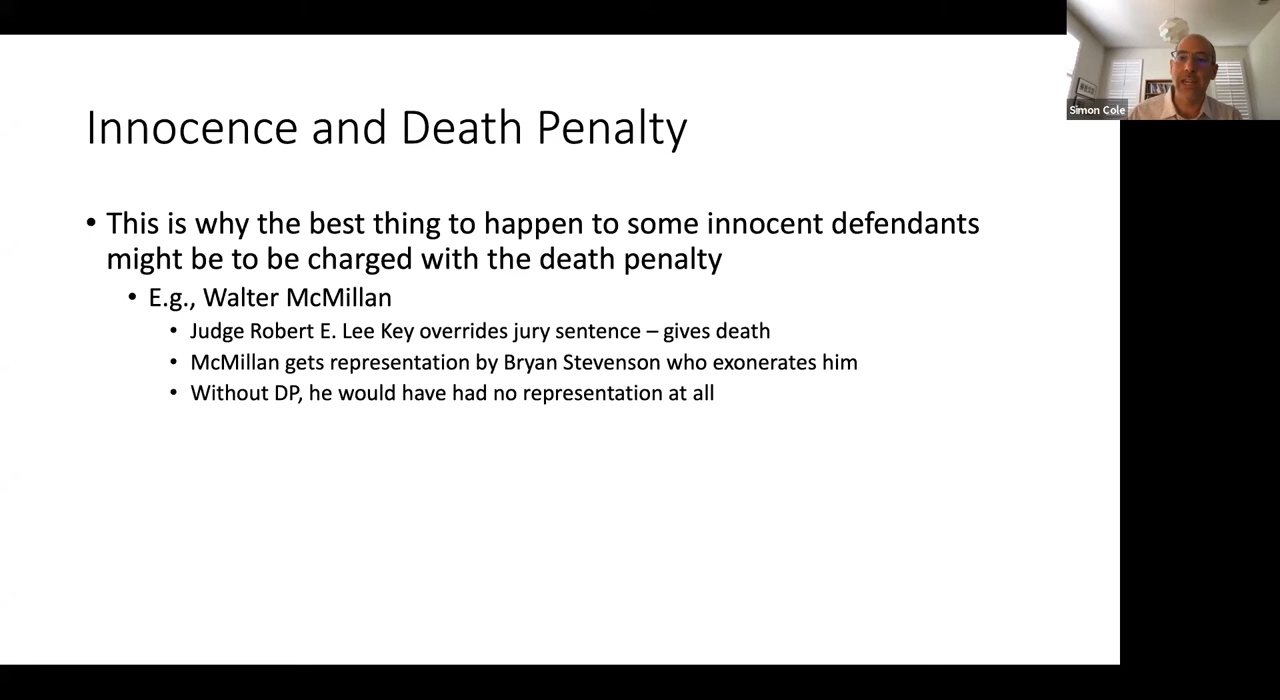 Simon Cole
Innocence and Death Penalty
• This is why the best thing to happen to some innocent defendants
might be to be charged with the death penalty
• E.g., Walter McMillan
• Judge Robert E. Lee Key overrides jury sentence – gives death
• McMillan gets representation by Bryan Stevenson who exonerates him
• Without DP, he would have had no representation at all